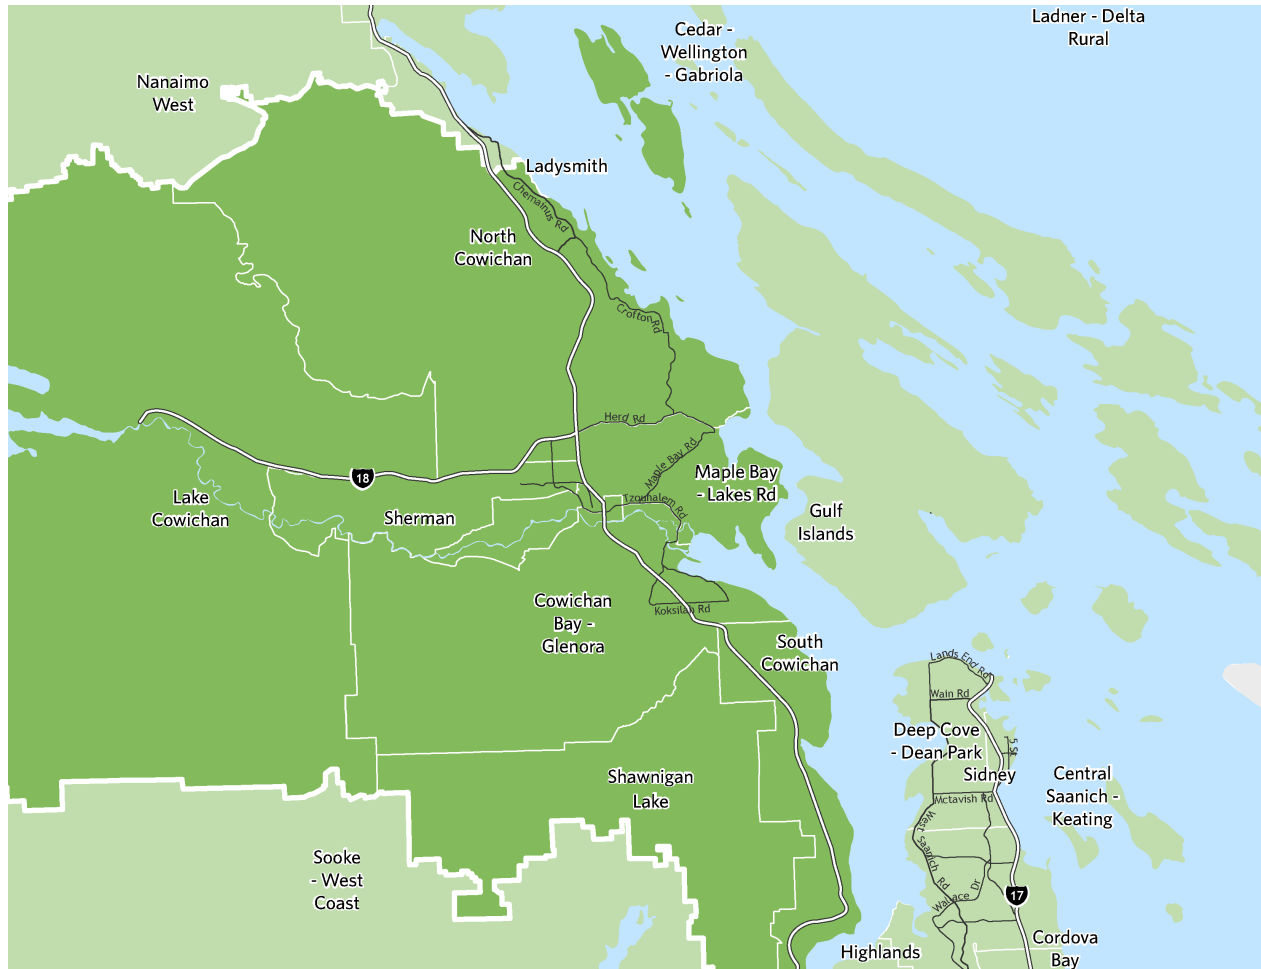 Ladner - Delta
Rural
Cedar -
Wellington
- Gabriola
Nanaimo
West
Ladysmith
Chemainus Rd
North
Cowichan
Crofton Rd
Herd Rd
Maple Bay Rd
Maple Bay
- Lakes Rd
18
Lake
Cowichan
Sherman
Tzouhalem Rd
Gulf
Islands
Cowichan
Bay -
Glenora
Koksilah Rd
South
Cowichan
Lands End Rd
Wain Rd
Deep Cove
- Dean Park
5 St
Sidney
Shawnigan
Lake
Central
Saanich -
Keating
Mctavish Rd
West Saanich Rd
Sooke
- West
Coast
Wallace Dr
17
Highlands
Cordova
Bay